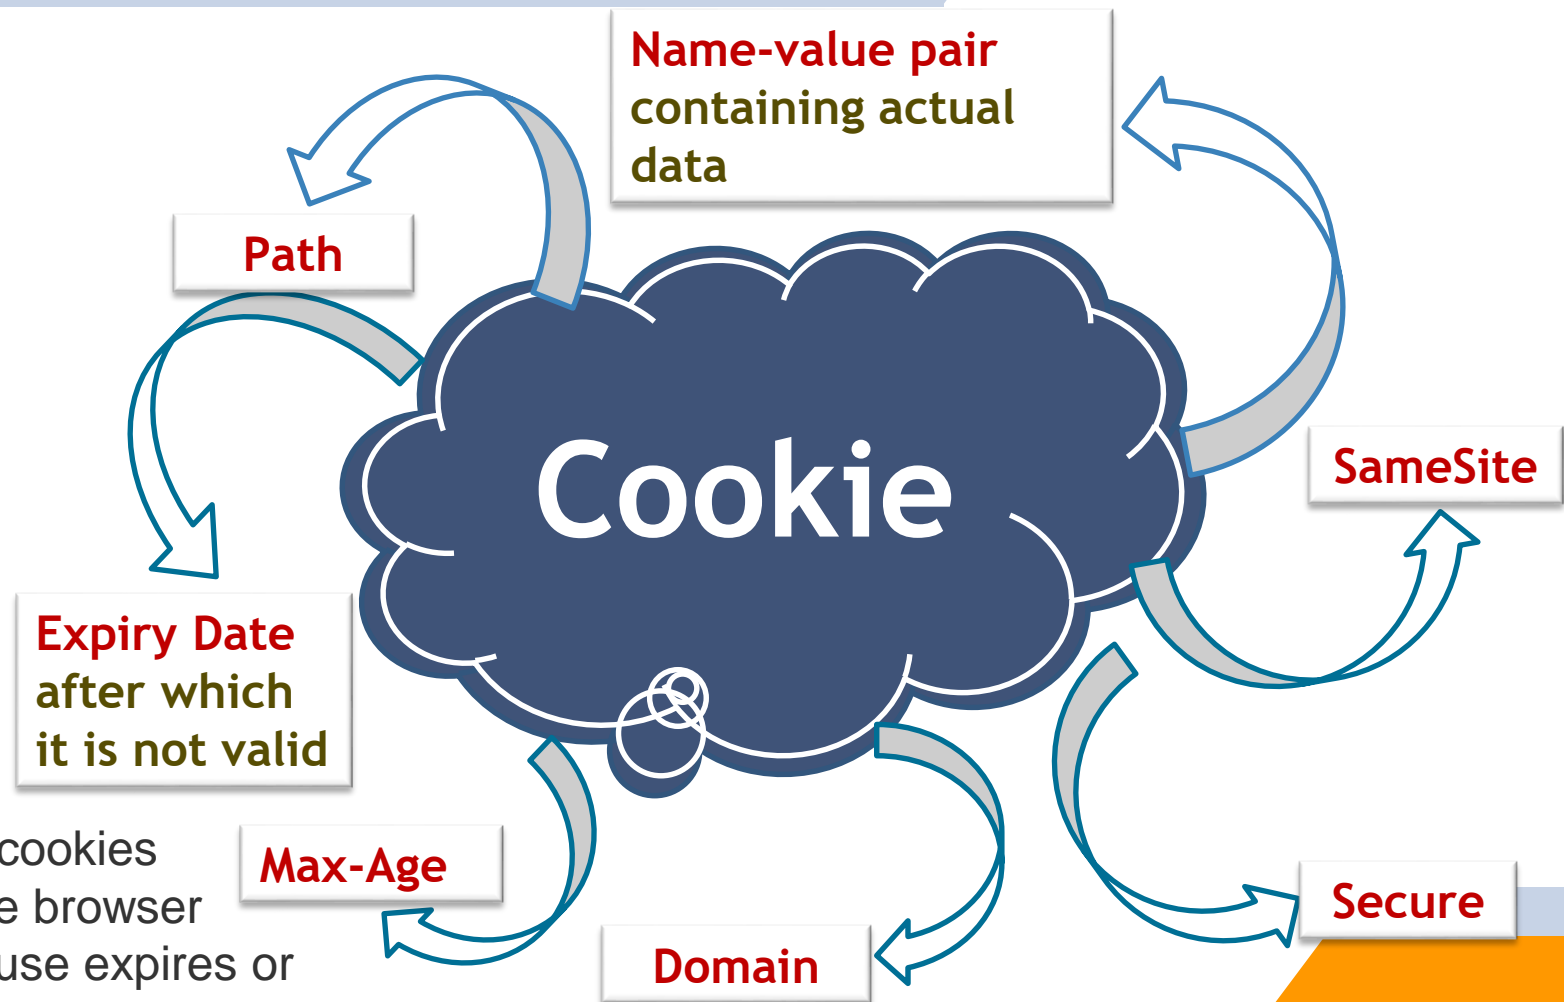 Name-value pair
containing actual
data
Path
Cookie
SameSite
Expiry Date
after which
it is not valid
cookies
e browser
use expires or
Max-Age
Domain
Secure